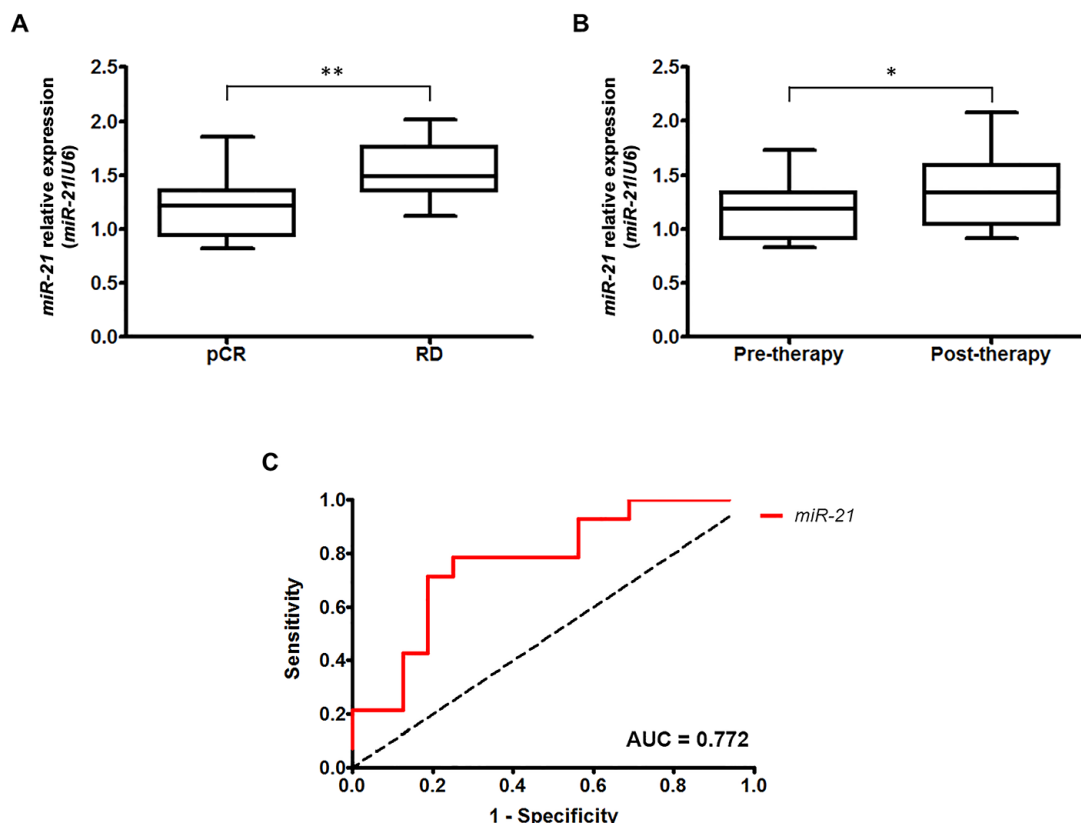 A
miR-21 relative expression
(miR-21/U6)
2.5
2.0
1.5
1.0
0.5
0.0
**
pCR
RD
B
miR-21 relative expression
(miR-21/U6)
2.5
2.0
1.5
1.0
0.5
0.0
*
Pre-therapy
Post-therapy
C
Sensitivity
1.0
0.8
0.6
0.4
0.2
0.0
miR-21
AUC = 0.772
0.0
0.2
0.4
0.6
0.8
1.0
1 - Specificity